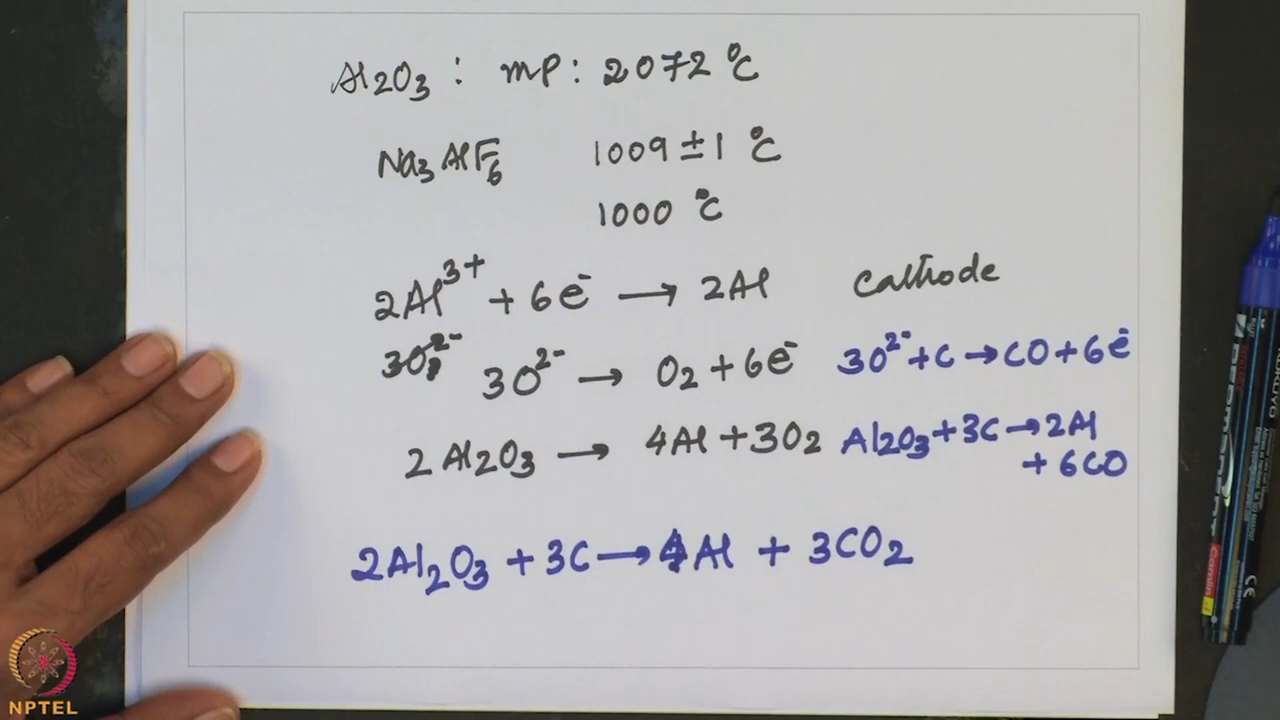 Al₂O₃ : mp : 2072 °C
Na₃AlF₆ 1009 ± 1 °C
1000 °C
2Al³⁺ + 6e⁻ → 2Al Cathode
3O²⁻ → O₂ + 6e⁻ 3O²⁻ + C → CO + 6e⁻
2Al₂O₃ → 4Al + 3O₂ Al₂O₃ + 3C → 2Al
+ 6CO
2Al₂O₃ + 3C → 4Al + 3CO₂
NPTEL